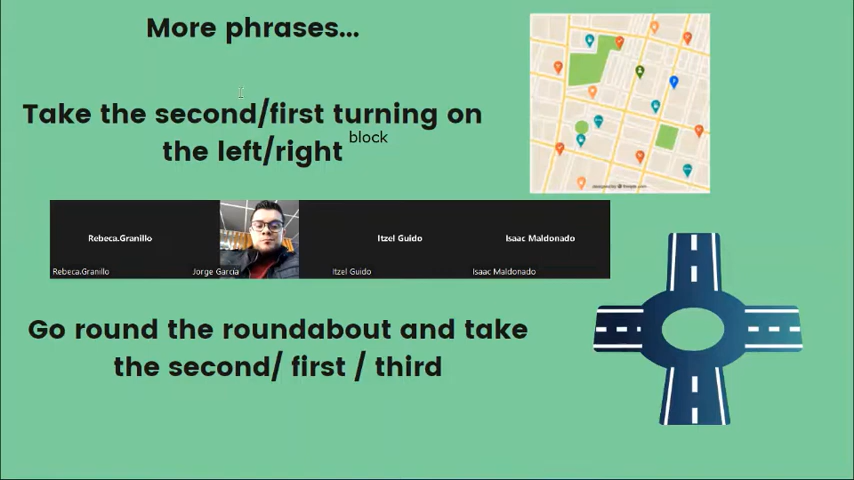 More phrases...
Take the second/first turning on
the left/right
block
Rebeca.Granillo
Itzel Guido
Isaac Maldonado
Rebeca.Granillo
Jorge Garcia
Itzel Guido
Isaac Maldonado
Go round the roundabout and take
the second/ first / third